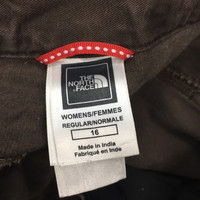 THE
NORTH
FACE
WOMENS/FEMMES
REGULAR/NORMALE
16
Made in India
Fabriqué en Inde